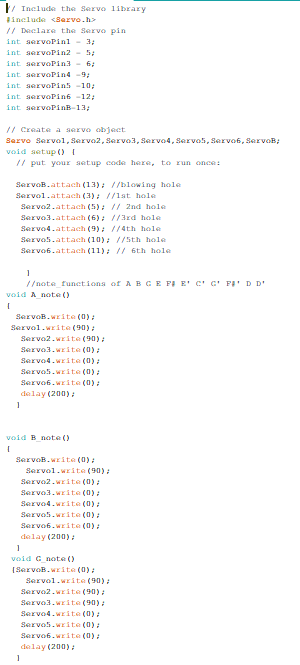 // Include the Servo library
#include <Servo.h>
// Declare the Servo pin
int servoPin1 = 3;
int servoPin2 = 5;
int servoPin3 = 6;
int servoPin4 =9;
int servoPin5 =10;
int servoPin6 =12;
int servoPinB=13;

// Create a servo object
Servo Servo1,Servo2,Servo3,Servo4,Servo5,Servo6,ServoB;
void setup() {
  // put your setup code here, to run once:

  ServoB.attach(13); //blowing hole
  Servo1.attach(3); //1st hole
   Servo2.attach(5); // 2nd hole
   Servo3.attach(6); //3rd hole
   Servo4.attach(9); //4th hole
   Servo5.attach(10); //5th hole
   Servo6.attach(11); // 6th hole

    }
    //note_functions of A B G E F# E' C' G' F#' D D'
void A_note()
{
  ServoB.write(0);
 Servo1.write(90);
   Servo2.write(90);
   Servo3.write(0);
   Servo4.write(0);
   Servo5.write(0);
   Servo6.write(0);
   delay(200);
  }

void B_note()
{
  ServoB.write(0);
    Servo1.write(90);
   Servo2.write(0);
   Servo3.write(0);
   Servo4.write(0);
   Servo5.write(0);
   Servo6.write(0);
   delay(200);
  }
 void G_note()
 {ServoB.write(0);
    Servo1.write(90);
   Servo2.write(90);
   Servo3.write(90);
   Servo4.write(0);
   Servo5.write(0);
   Servo6.write(0);
   delay(200);
  }